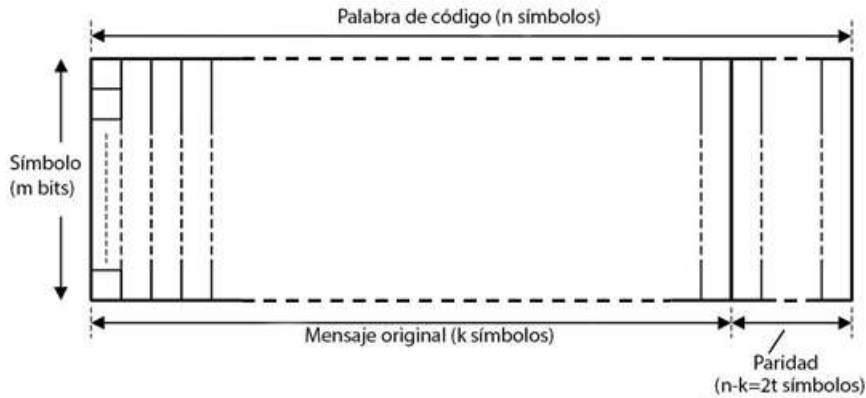 Palabra de código (n símbolos)
Símbolo
(m bits)
Mensaje original (k símbolos)
Paridad
(n-k=2t símbolos)